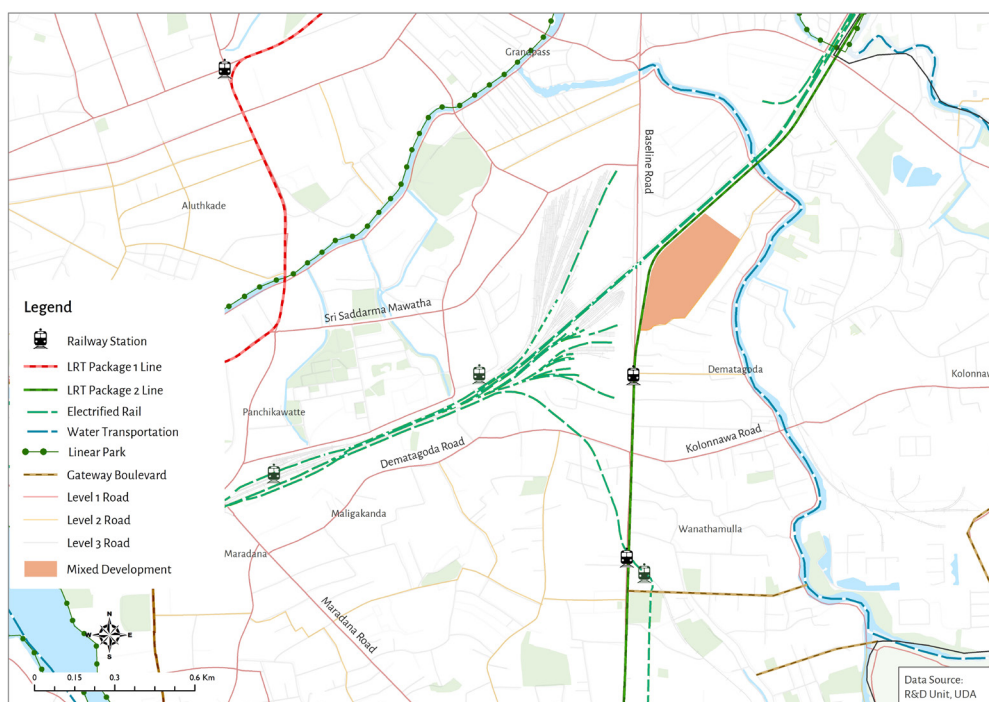 Grandpass
Baseline Road
Aluthkade
Sri Saddarma Mawatha
Legend
Railway Station
LRT Package 1 Line
LRT Package 2 Line
Electrified Rail
Water Transportation
Linear Park
Gateway Boulevard
Level 1 Road
Level 2 Road
Level 3 Road
Mixed Development
Dematagoda
Kolonnaw
Panchikawatte
Dematagoda Road
Kolonnawa Road
Maligakanda
Wanathamulla
Maradana
Maradana Road
N
W E
S
0 0.15 0.3 0.6 Km
Data Source:
R&D Unit, UDA